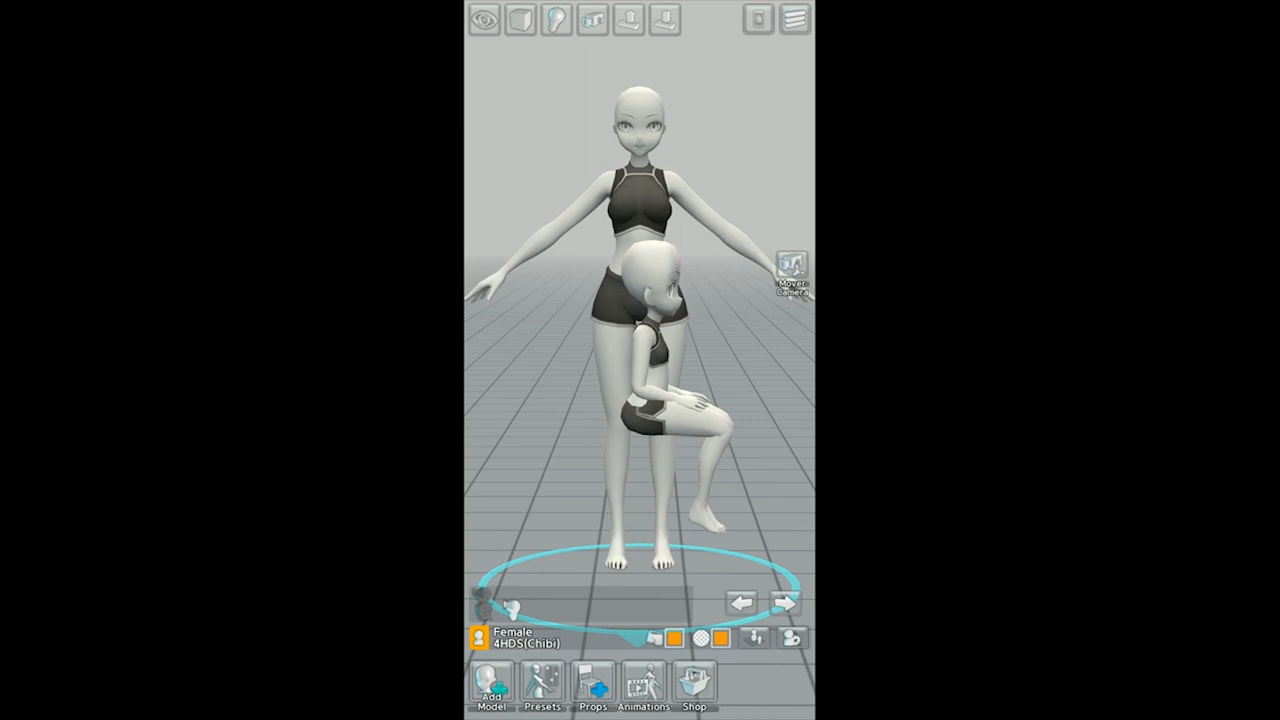 Mover
Camera
Female
4HDS(Chibi)
Add
Model
Presets
Props
Animations
Shop